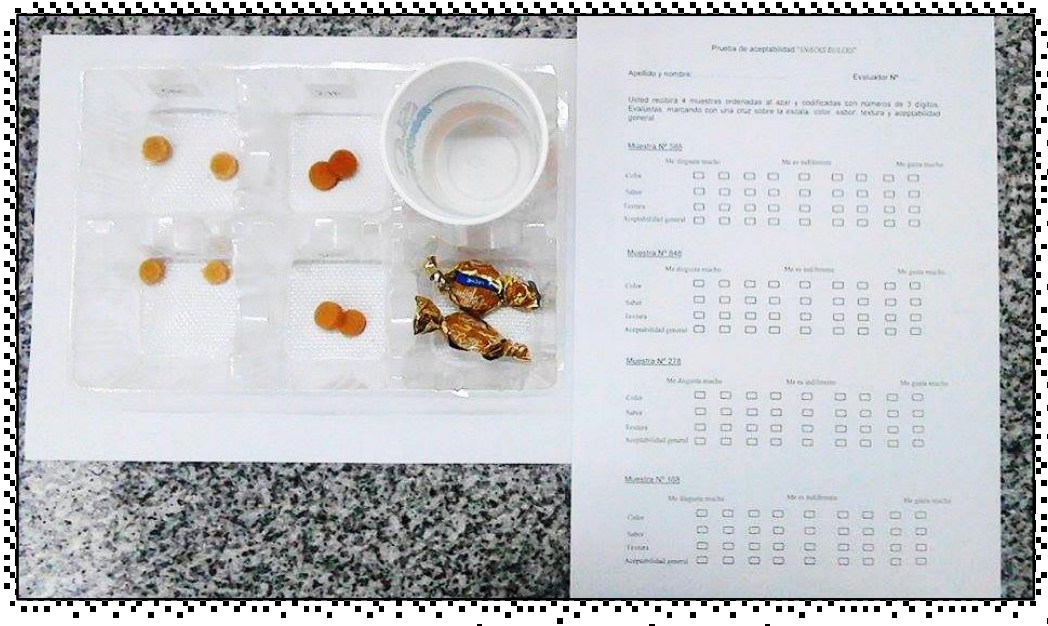 Prueba de aceptabilidad "SNACKS DULCES"
Apellido y nombre: Evaluador Nº
Usted recibirá 4 muestras ordenadas al azar y codificadas con números de 3 dígitos.
Evalúelas, marcando con una cruz sobre la escala, color, sabor, textura y aceptabilidad
general.
Muestra Nº 585
Me disgusta mucho Me es indiferente Me gusta mucho
Color
Sabor
Textura
Aceptabilidad general
Muestra Nº 648
Me disgusta mucho Me es indiferente Me gusta mucho
Color
Sabor
Textura
Aceptabilidad general
Muestra Nº 278
Me disgusta mucho Me es indiferente Me gusta mucho
Color
Sabor
Textura
Aceptabilidad general
Muestra Nº 168
Me disgusta mucho Me es indiferente Me gusta mucho
Color
Sabor
Textura
Aceptabilidad general